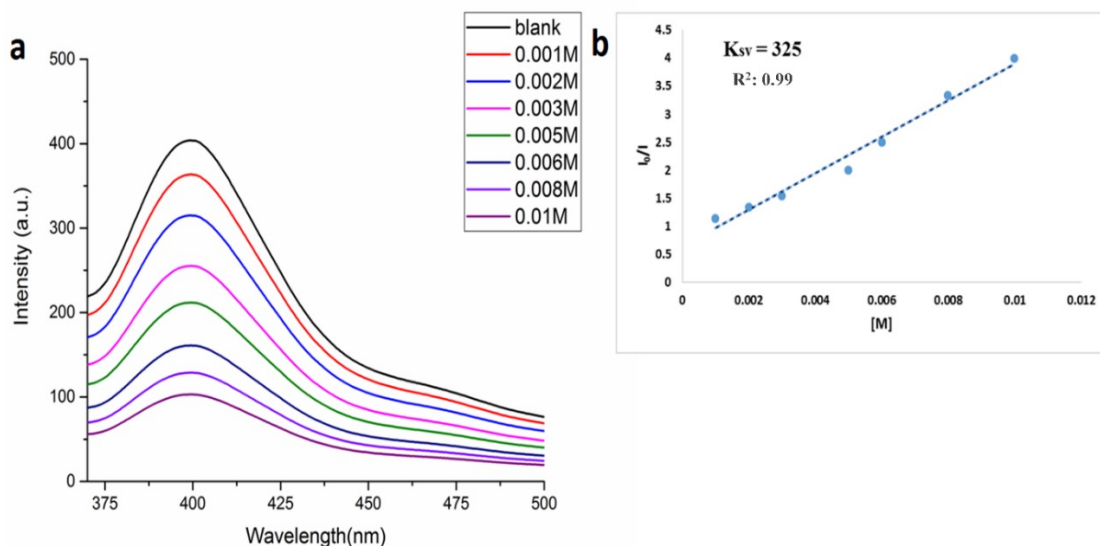 a
blank
0.001M
0.002M
0.003M
0.005M
0.006M
0.008M
0.01M
500
400
300
200
100
0
Intensity (a.u.)
375 400 425 450 475 500
Wavelength(nm)
b
Ksv = 325
R²: 0.99
4.5
4
3.5
3
2.5
2
1.5
1
0.5
0
I₀/I
0 0.002 0.004 0.006 0.008 0.01 0.012
[M]